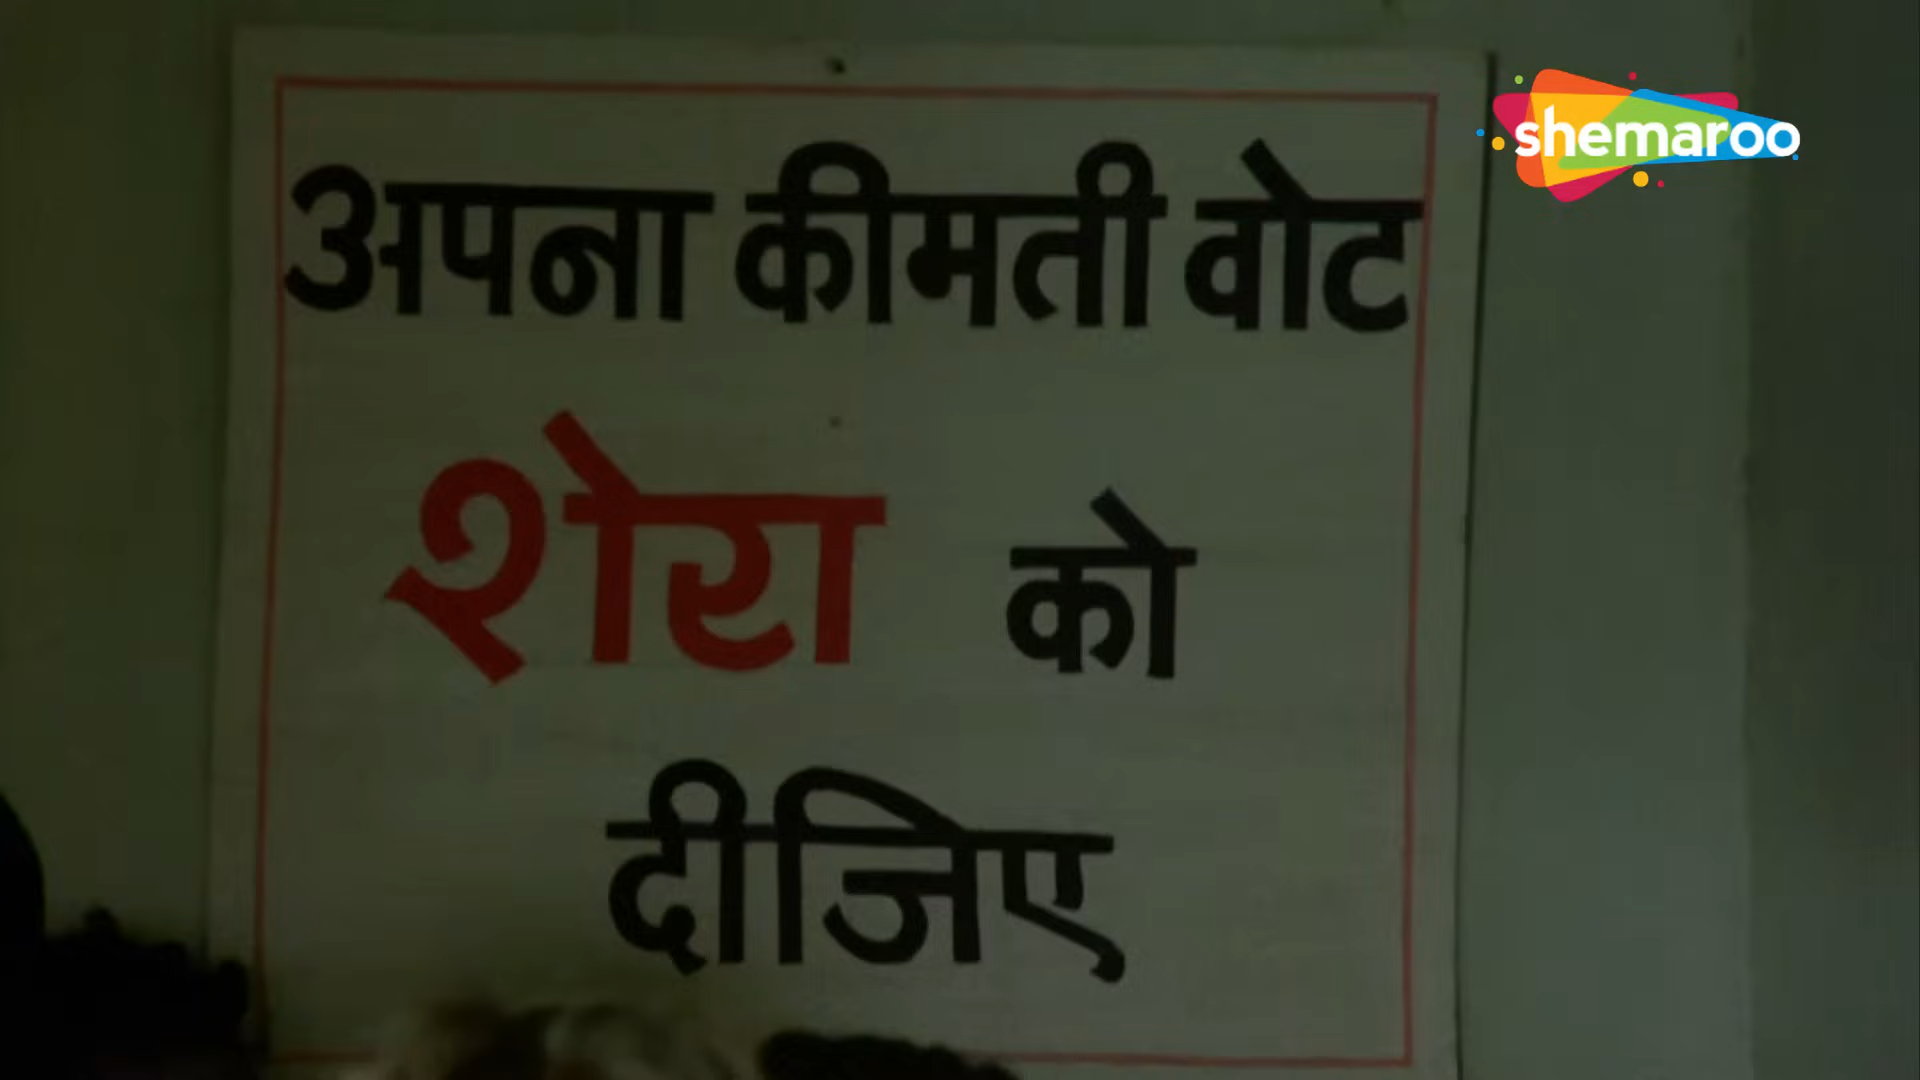 shemaroo
अपना कीमती वोट
शेरा को
दीजिए